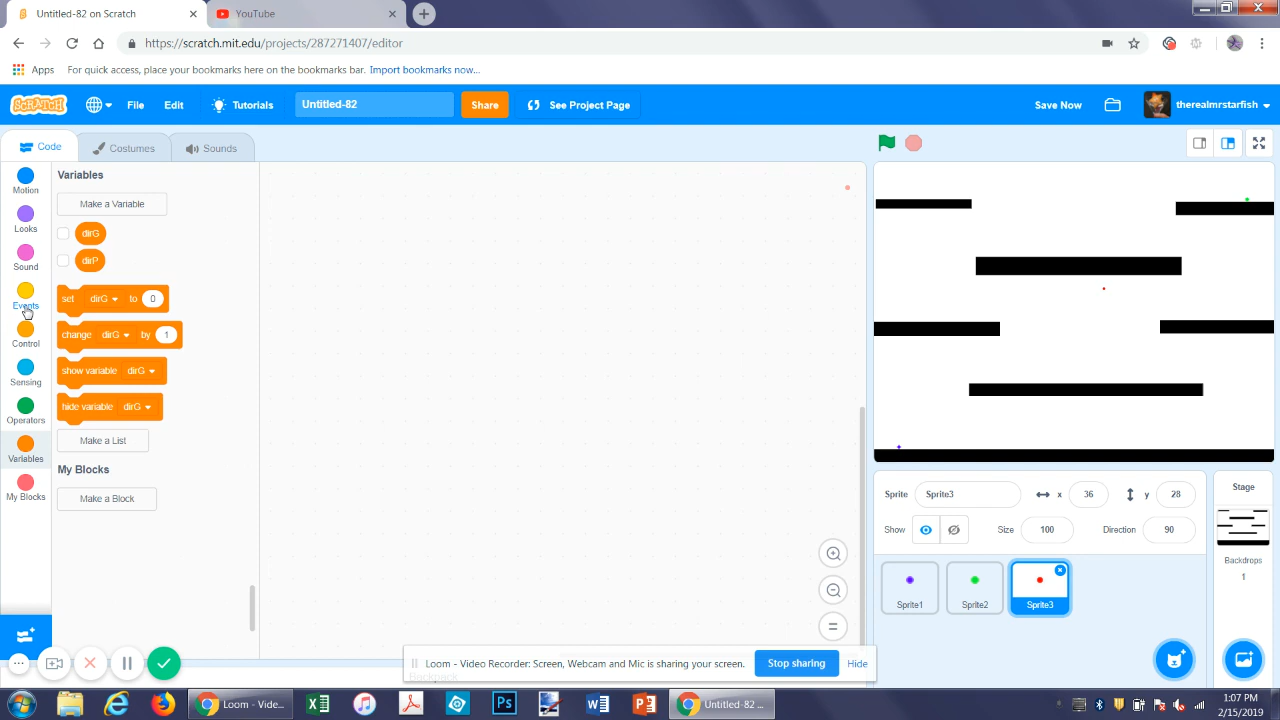 Untitled-82 on Scratch
YouTube
https://scratch.mit.edu/projects/287271407/editor
Apps For quick access, place your bookmarks here on the bookmarks bar. Import bookmarks now...
SCRATCH File Edit Tutorials Untitled-82 Share See Project Page Save Now therealmrstarfish
Code Costumes Sounds
Motion
Looks
Sound
Events
Control
Sensing
Operators
Variables
My Blocks
Variables
Make a Variable
dirG
dirP
set dirG to 0
change dirG by 1
show variable dirG
hide variable dirG
Make a List
My Blocks
Make a Block
Sprite Sprite3 x 36 y 28
Show Size 100 Direction 90
Sprite1 Sprite2 Sprite3
Stage
Backdrops
1
Loom - Video Recorder: Screen, Webcam and Mic is sharing your screen. Stop sharing Hide
Backpack
Loom - Vide...
Untitled-82 ...
1:07 PM
2/15/2019